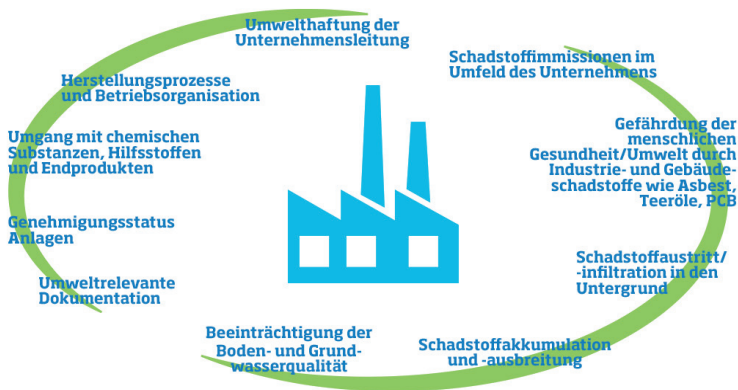 Umwelthaftung der
Unternehmensleitung
Schadstoffimmissionen im
Umfeld des Unternehmens
Herstellungsprozesse
und Betriebsorganisation
Gefährdung der
menschlichen
Gesundheit/Umwelt durch
Industrie- und Gebäude-
schadstoffe wie Asbest,
Teeröle, PCB
Umgang mit chemischen
Substanzen, Hilfsstoffen
und Endprodukten
Genehmigungsstatus
Anlagen
Schadstoffaustritt/
-infiltration in den
Untergrund
Umweltrelevante
Dokumentation
Beeinträchtigung der
Boden- und Grund-
wasserqualität
Schadstoffakkumulation
und -ausbreitung